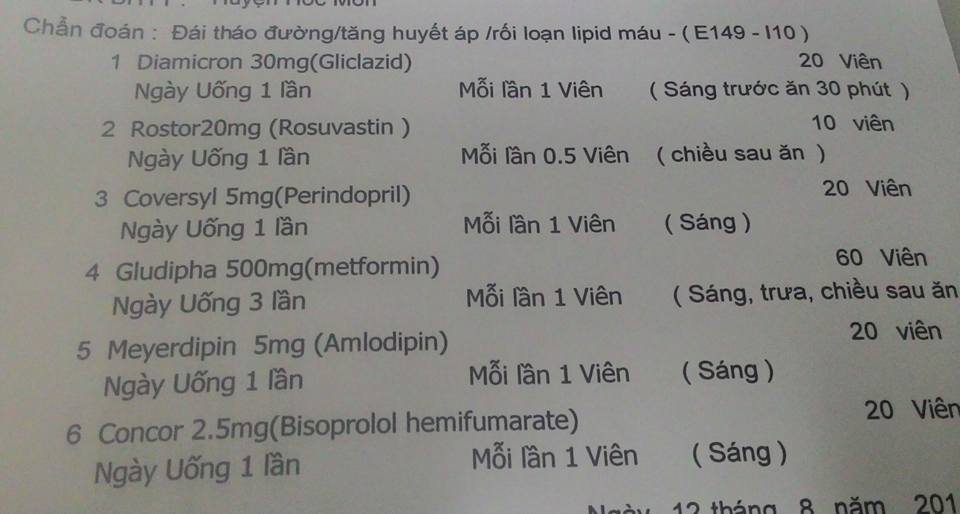 Chẩn đoán : Đái tháo đường/tăng huyết áp /rối loạn lipid máu - ( E149 - I10 )
1 Diamicron 30mg(Gliclazid) 20 Viên
Ngày Uống 1 lần Mỗi lần 1 Viên ( Sáng trước ăn 30 phút )
2 Rostor20mg (Rosuvastin ) 10 viên
Ngày Uống 1 lần Mỗi lần 0.5 Viên ( chiều sau ăn )
3 Coversyl 5mg(Perindopril) 20 Viên
Ngày Uống 1 lần Mỗi lần 1 Viên ( Sáng )
4 Gludipha 500mg(metformin) 60 Viên
Ngày Uống 3 lần Mỗi lần 1 Viên ( Sáng, trưa, chiều sau ăn
5 Meyerdipin 5mg (Amlodipin) 20 viên
Ngày Uống 1 lần Mỗi lần 1 Viên ( Sáng )
6 Concor 2.5mg(Bisoprolol hemifumarate) 20 Viên
Ngày Uống 1 lần Mỗi lần 1 Viên ( Sáng )
Ngày 12 tháng 8 năm 201